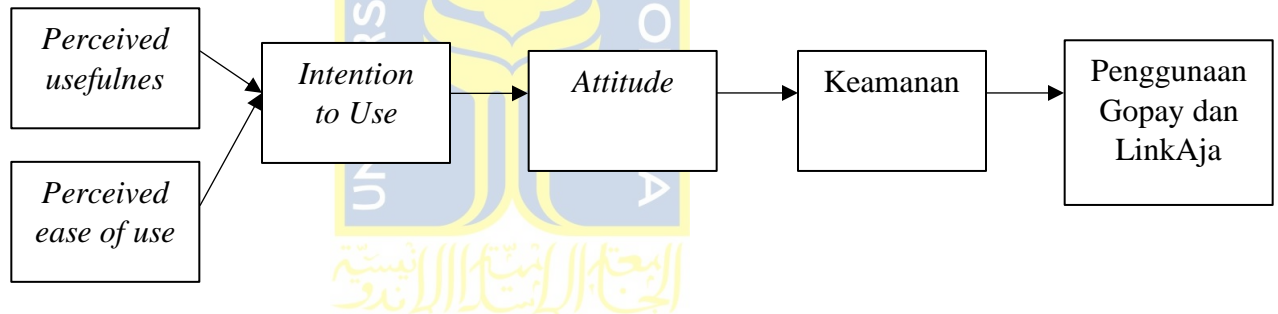 Perceived
usefulnes
Perceived
ease of use
Intention
to Use
Attitude
Keamanan
Penggunaan
Gopay dan
LinkAja